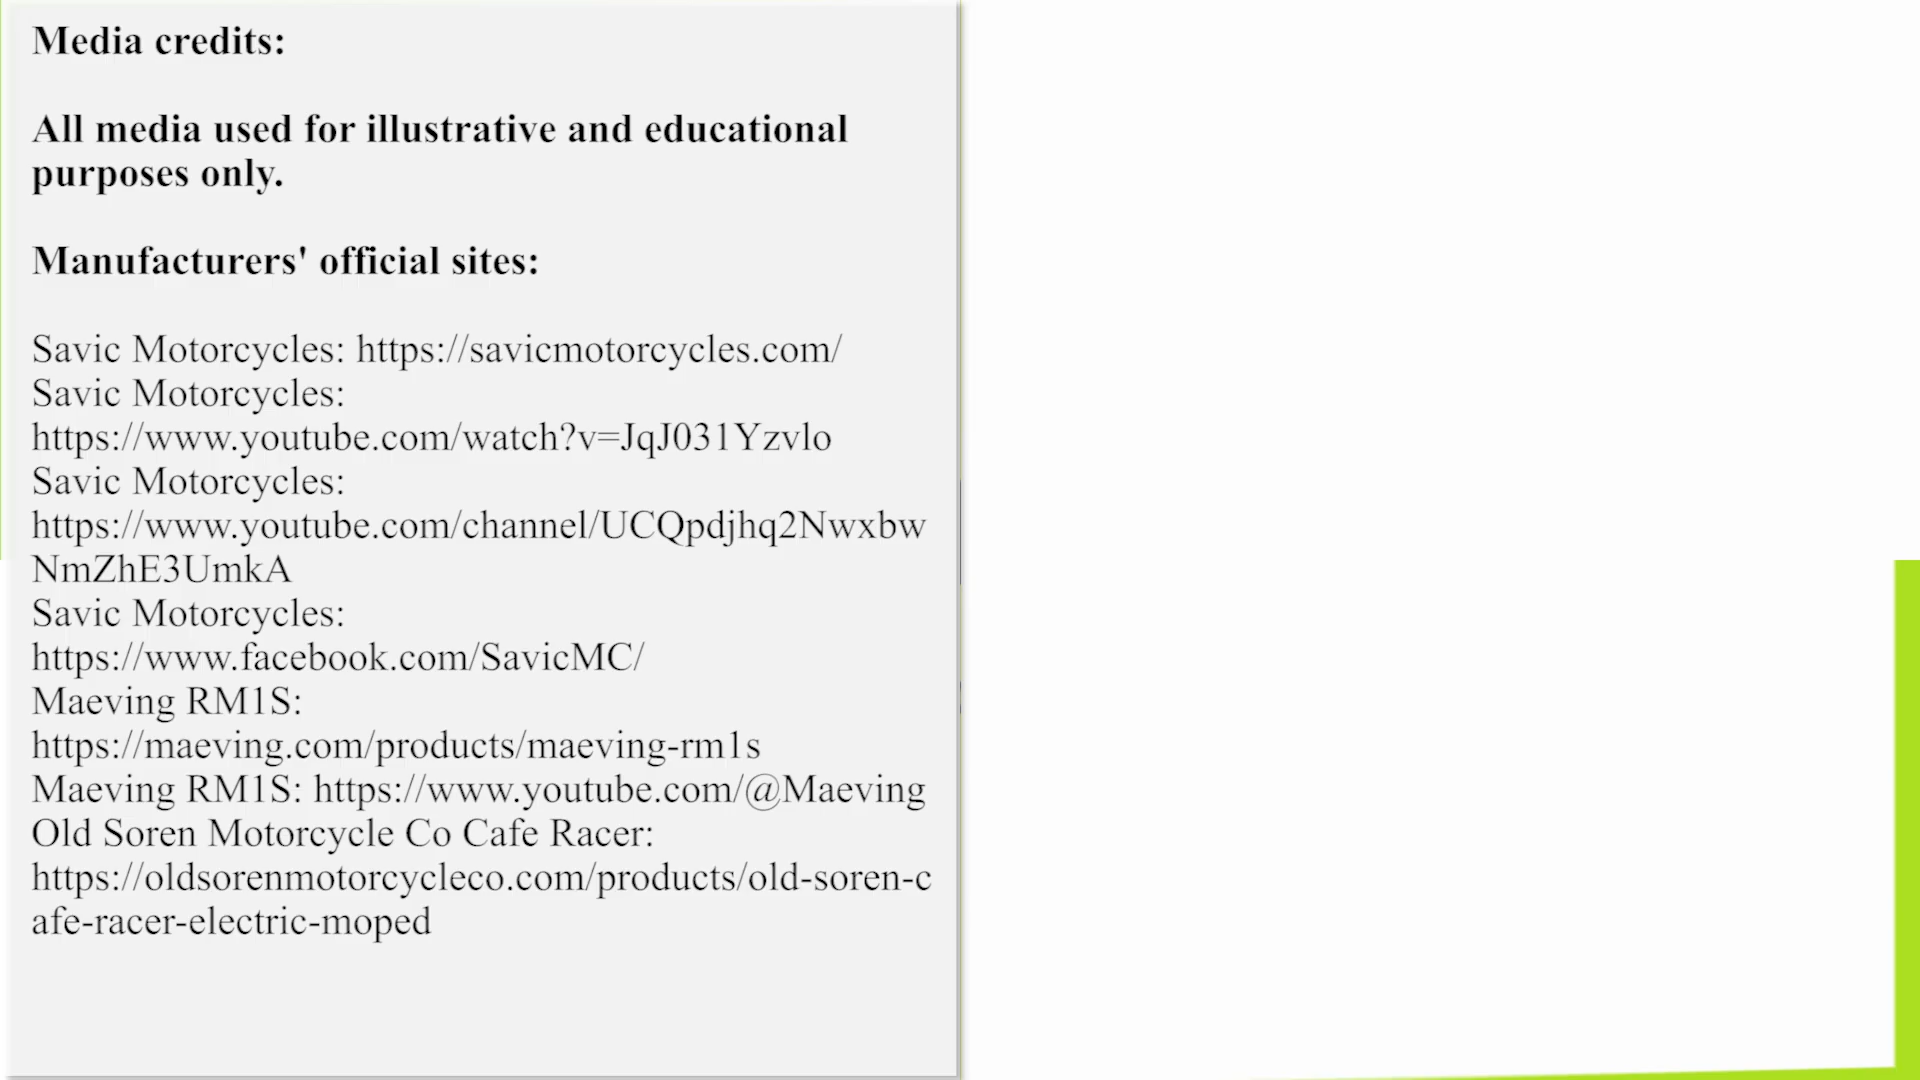 Media credits:
All media used for illustrative and educational
purposes only.
Manufacturers' official sites:
Savic Motorcycles: https://savicmotorcycles.com/
Savic Motorcycles:
https://www.youtube.com/watch?v=JqJ031Yzvlo
Savic Motorcycles:
https://www.youtube.com/channel/UCQpdjhq2Nwxbw
NmZhE3UmkA
Savic Motorcycles:
https://www.facebook.com/SavicMC/
Maeving RM1S:
https://maeving.com/products/maeving-rm1s
Maeving RM1S: https://www.youtube.com/@Maeving
Old Soren Motorcycle Co Cafe Racer:
https://oldsorenmotorcycleco.com/products/old-soren-c
afe-racer-electric-moped